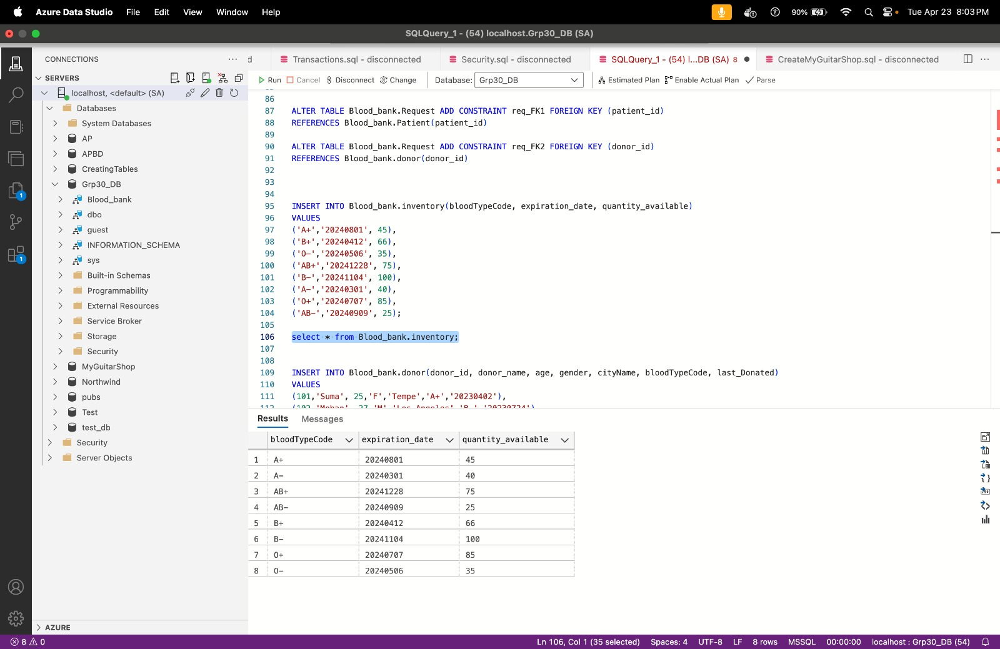 Azure Data Studio File Edit View Window Help 90% Tue Apr 23 8:03 PM
SQLQuery_1 - (54) localhost.Grp30_DB (SA)
CONNECTIONS
SERVERS
localhost, <default> (SA)
Databases
System Databases
AP
APBD
CreatingTables
Grp30_DB
Blood_bank
dbo
guest
INFORMATION_SCHEMA
sys
Built-in Schemas
Programmability
External Resources
Service Broker
Storage
Security
MyGuitarShop
Northwind
pubs
Test
test_db
Security
Server Objects
AZURE
1
1
d Transactions.sql - disconnected Security.sql - disconnected SQLQuery_1 - (54) l...DB (SA) 8 CreateMyGuitarShop.sql - disconnected
Run Cancel Disconnect Change Database: Grp30_DB Estimated Plan Enable Actual Plan Parse
86
87 ALTER TABLE Blood_bank.Request ADD CONSTRAINT req_FK1 FOREIGN KEY (patient_id)
88 REFERENCES Blood_bank.Patient(patient_id)
89
90 ALTER TABLE Blood_bank.Request ADD CONSTRAINT req_FK2 FOREIGN KEY (donor_id)
91 REFERENCES Blood_bank.donor(donor_id)
92
93
94
95 INSERT INTO Blood_bank.inventory(bloodTypeCode, expiration_date, quantity_available)
96 VALUES
97 ('A+','20240801', 45),
98 ('B+','20240412', 66),
99 ('O-','20240506', 35),
100 ('AB+','20241228', 75),
101 ('B-','20241104', 100),
102 ('A-','20240301', 40),
103 ('O+','20240707', 85),
104 ('AB-','20240909', 25);
105
106 select * from Blood_bank.inventory;
107
108
109 INSERT INTO Blood_bank.donor(donor_id, donor_name, age, gender, cityName, bloodTypeCode, last_Donated)
110 VALUES
111 (101,'Suma', 25,'F','Tempe','A+','20230402'),
Results Messages
bloodTypeCode expiration_date quantity_available
1 A+ 20240801 45
2 A- 20240301 40
3 AB+ 20241228 75
4 AB- 20240909 25
5 B+ 20240412 66
6 B- 20241104 100
7 O+ 20240707 85
8 O- 20240506 35
8 0 Ln 106, Col 1 (35 selected) Spaces: 4 UTF-8 LF 8 rows MSSQL 00:00:00 localhost : Grp30_DB (54)